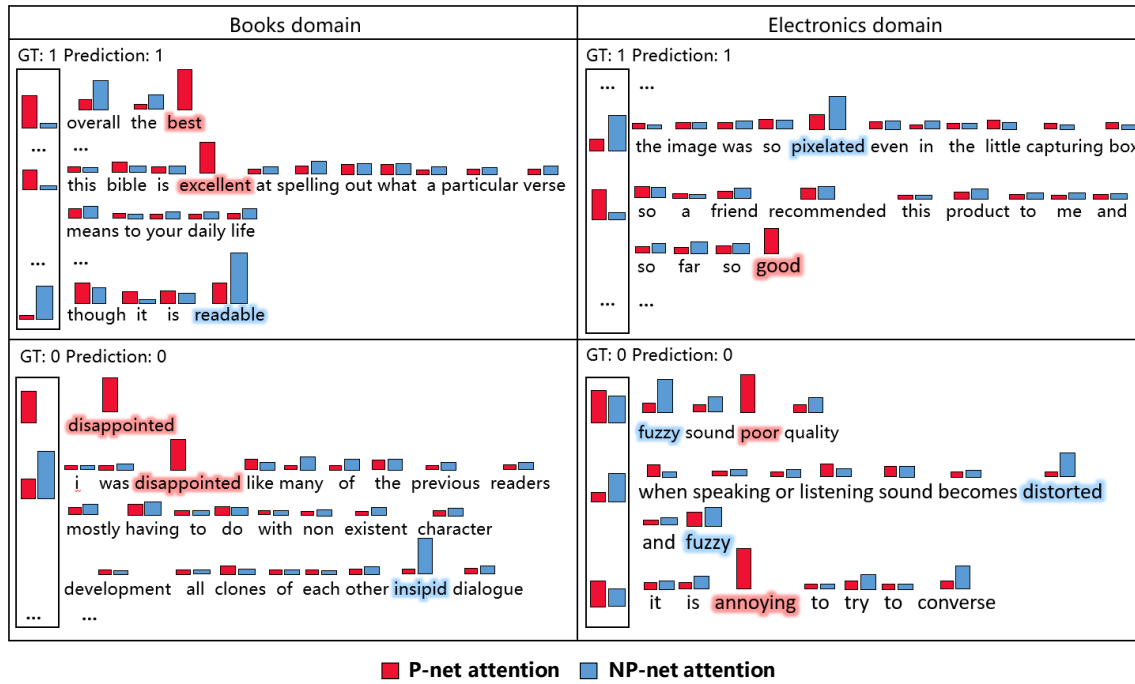 Books domain
GT: 1 Prediction: 1
overall the best
... ...
this bible is excellent at spelling out what a particular verse
means to your daily life
... ...
though it is readable
Electronics domain
GT: 1 Prediction: 1
... ...
the image was so pixelated even in the little capturing box
so a friend recommended this product to me and
so far so good
... ...
GT: 0 Prediction: 0
disappointed
i was disappointed like many of the previous readers
mostly having to do with non existent character
development all clones of each other insipid dialogue
... ...
GT: 0 Prediction: 0
fuzzy sound poor quality
when speaking or listening sound becomes distorted
and fuzzy
it is annoying to try to converse
P-net attention NP-net attention